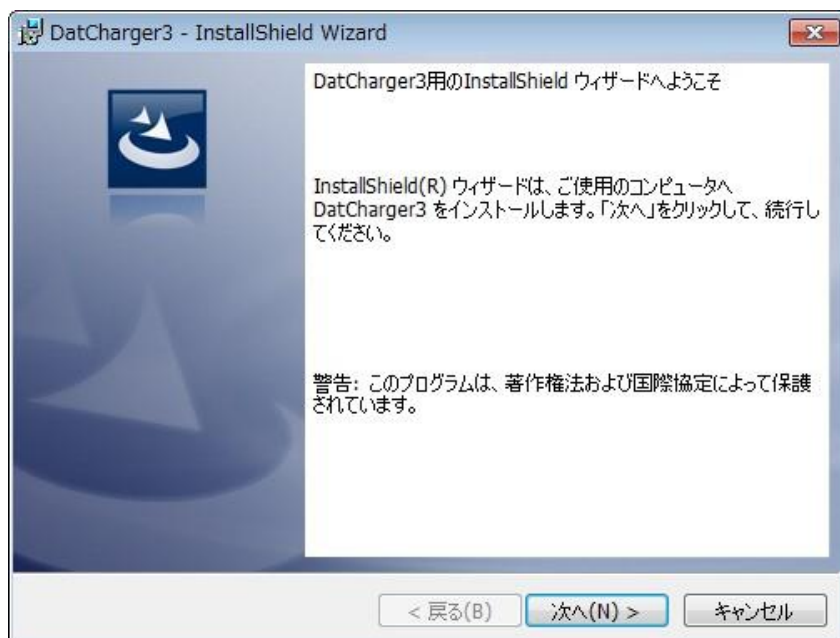 DatCharger3 - InstallShield Wizard
DatCharger3用のInstallShield ウィザードへようこそ
InstallShield(R) ウィザードは、ご使用のコンピュータへ
DatCharger3 をインストールします。「次へ」をクリックして、続行し
てください。
警告: このプログラムは、著作権法および国際協定によって保護
されています。
< 戻る(B)
次へ(N) >
キャンセル